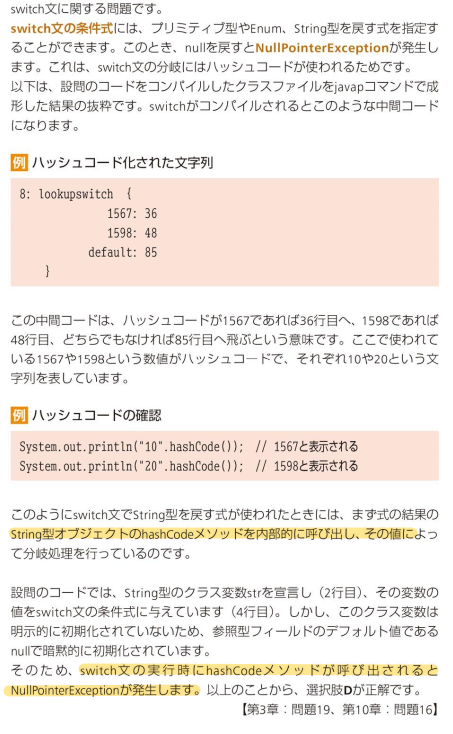 switch文に関する問題です。
switch文の条件式には、プリミティブ型やEnum、String型を戻す式を指定す
ることができます。このとき、nullを戻すとNullPointerExceptionが発生し
ます。これは、switch文の分岐にはハッシュコードが使われるためです。
以下は、設問のコードをコンパイルしたクラスファイルをjavapコマンドで成
形した結果の抜粋です。switchがコンパイルされるとこのような中間コード
になります。
例 ハッシュコード化された文字列
8: lookupswitch {
1567: 36
1598: 48
default: 85
}
この中間コードは、ハッシュコードが1567であれば36行目へ、1598であれば
48行目、どちらでもなければ85行目へ飛ぶという意味です。ここで使われて
いる1567や1598という数値がハッシュコードで、それぞれ10や20という文
字列を表しています。
例 ハッシュコードの確認
System.out.println("10".hashCode()); // 1567と表示される
System.out.println("20".hashCode()); // 1598と表示される
このようにswitch文でString型を戻す式が使われたときには、まず式の結果の
String型オブジェクトのhashCodeメソッドを内部的に呼び出し、その値によっ
て分岐処理を行っているのです。
設問のコードでは、String型のクラス変数strを宣言し（2行目）、その変数の
値をswitch文の条件式に与えています（4行目）。しかし、このクラス変数は
明示的に初期化されていないため、参照型フィールドのデフォルト値である
nullで暗黙的に初期化されています。
そのため、switch文の実行時にhashCodeメソッドが呼び出されると
NullPointerExceptionが発生します。以上のことから、選択肢Dが正解です。
【第3章：問題19、第10章：問題16】